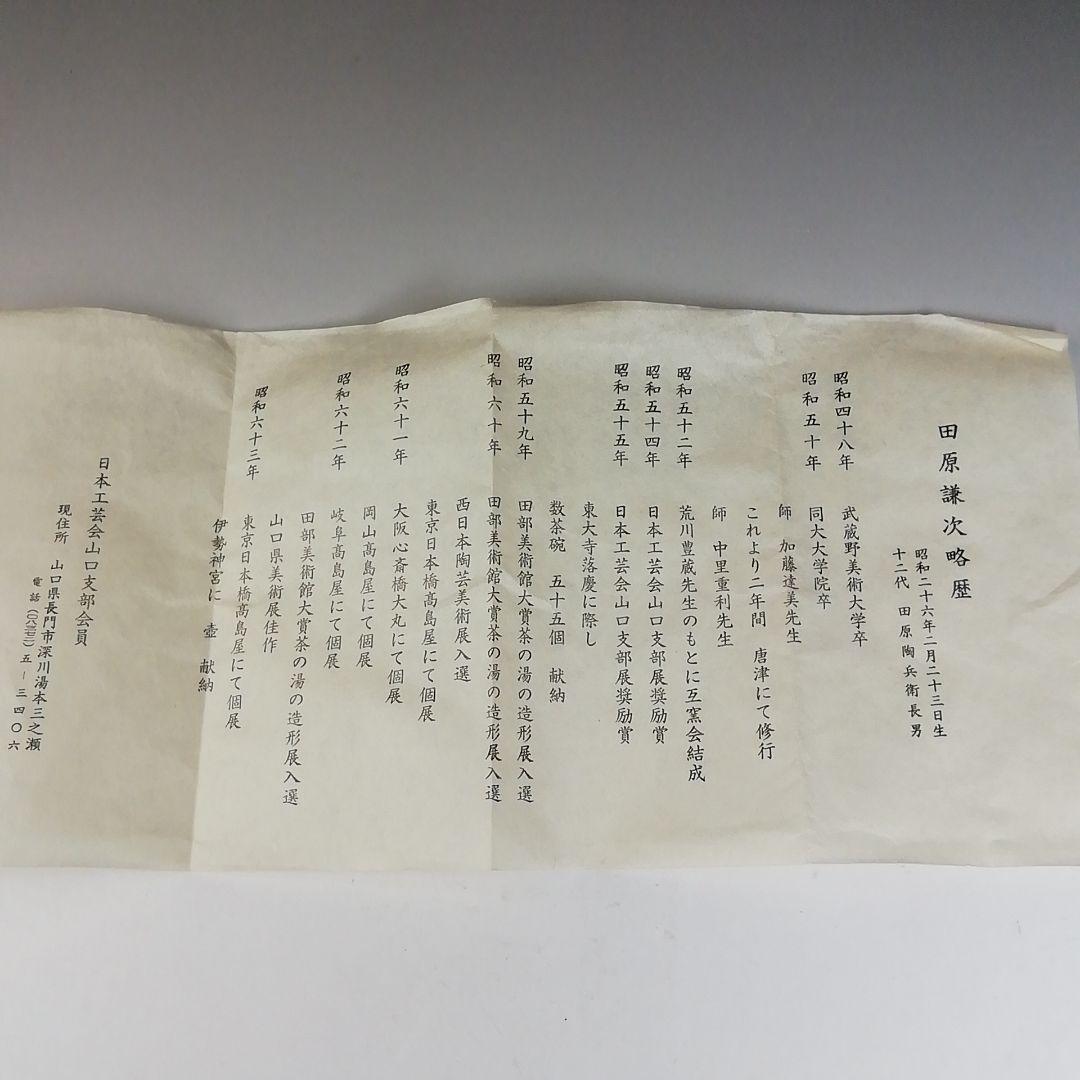 田原謙次略歴
昭和二十六年二月二十三日生
十二代 田原陶兵衛長男
昭和四十八年 武蔵野美術大学卒
昭和五十年 同大大学院卒
師 加藤達美先生
これより二年間 唐津にて修行
師 中里重利先生
昭和五十二年 荒川豊蔵先生のもとに互窯会結成
昭和五十四年 日本工芸会山口支部展奨励賞
昭和五十五年 日本工芸会山口支部展奨励賞
東大寺落慶に際し
数茶碗 五十五個 献納
昭和五十九年 田部美術館大賞茶の湯の造形展入選
昭和六十年 田部美術館大賞茶の湯の造形展入選
西日本陶芸美術展入選
東京日本橋髙島屋にて個展
昭和六十一年 大阪心斎橋大丸にて個展
岡山髙島屋にて個展
昭和六十二年 岐阜髙島屋にて個展
田部美術館大賞茶の湯の造形展入選
山口県美術展佳作
昭和六十三年 東京日本橋髙島屋にて個展
伊勢神宮に 壺 献納
日本工芸会山口支部会員
現住所 山口県長門市深川湯本三之瀬
電話(〇八三七二)五−三四〇六